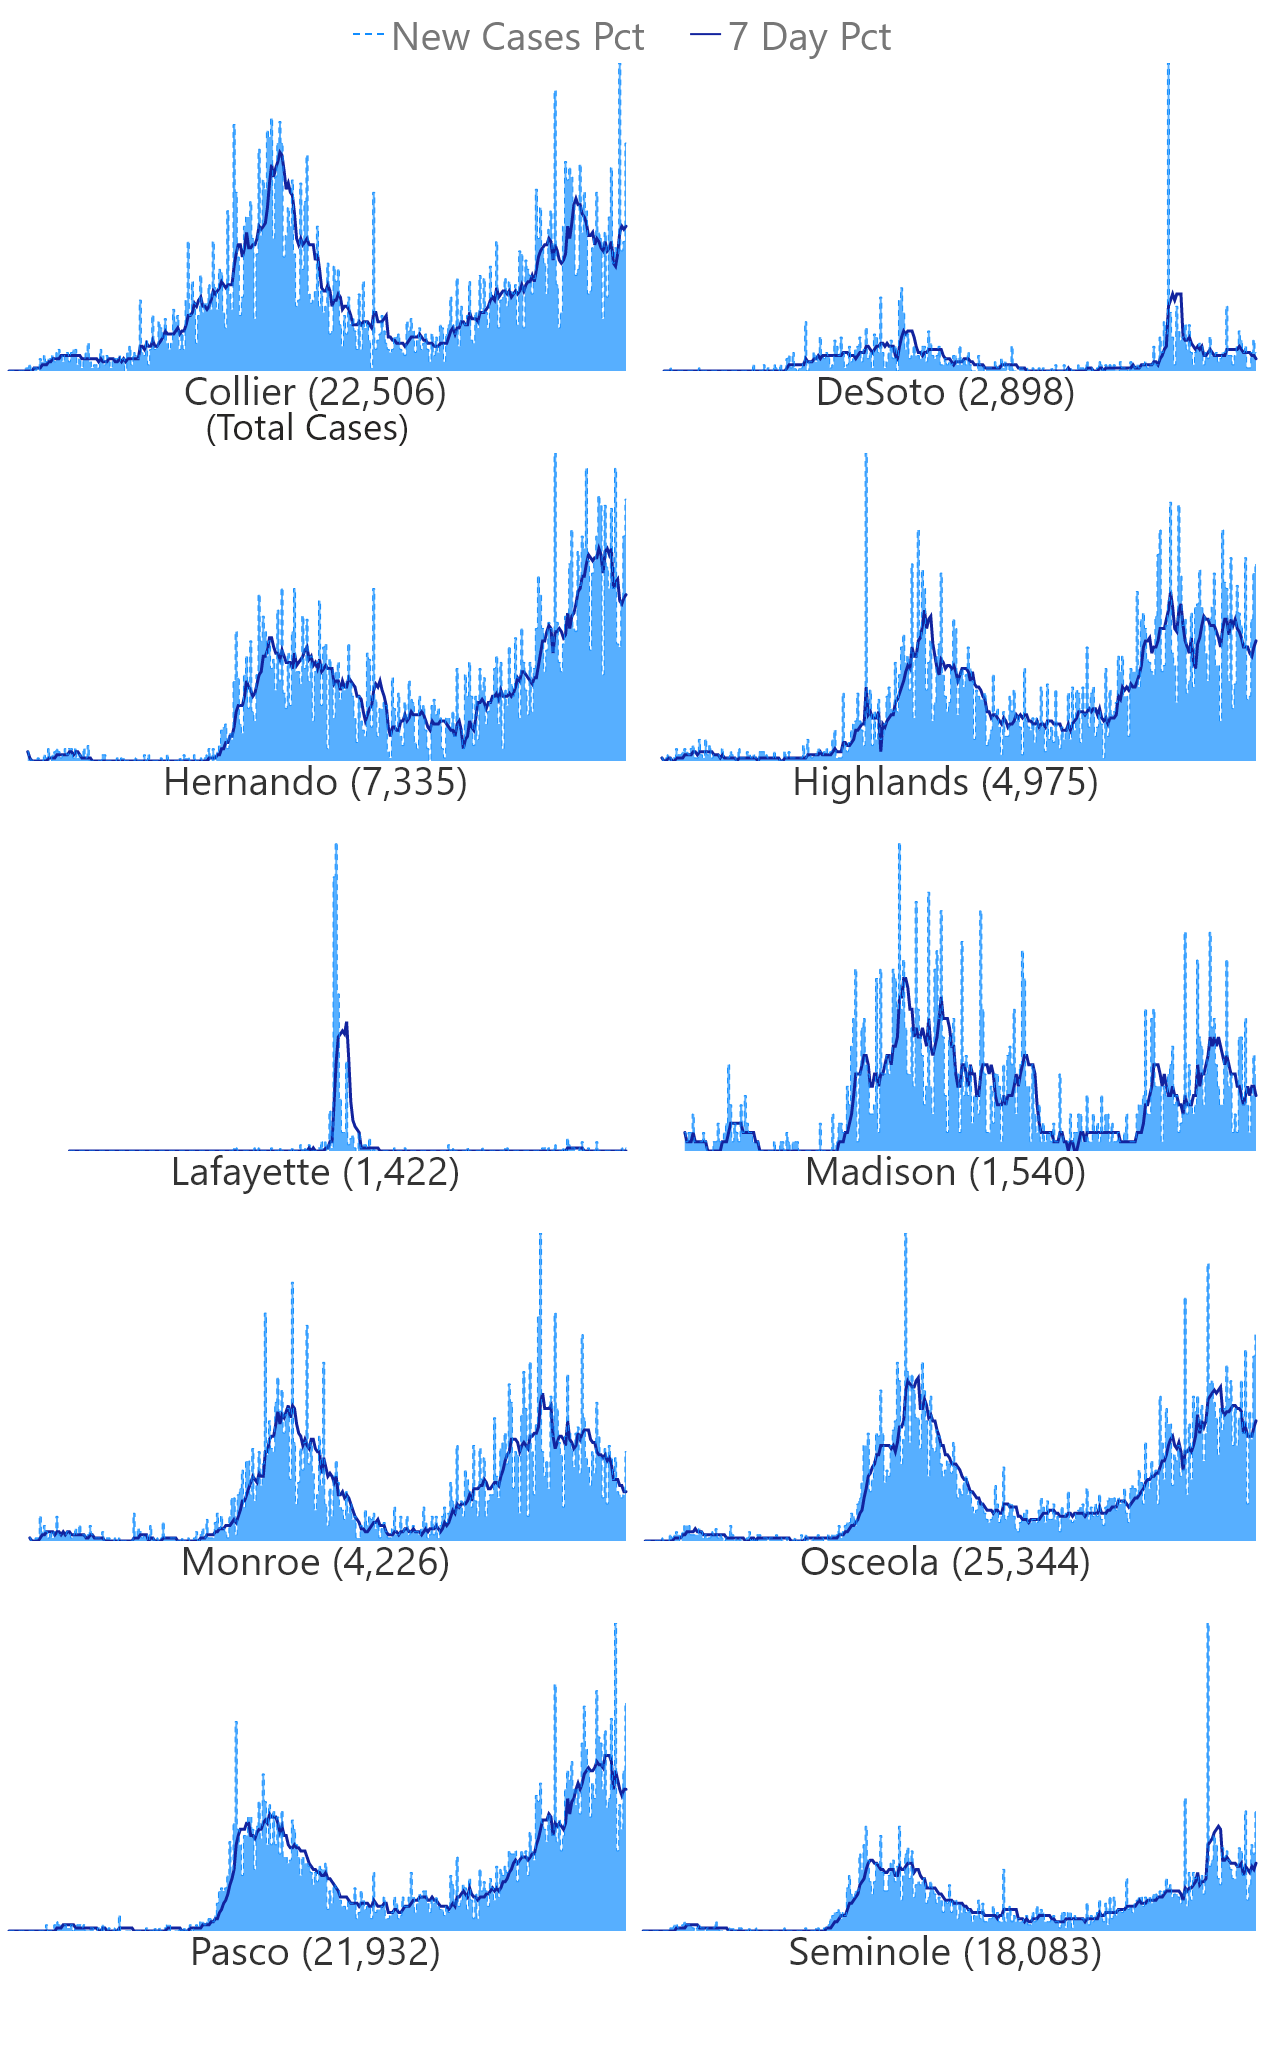 New Cases Pct 7 Day Pct
Collier (22,506) DeSoto (2,898)
(Total Cases)
Hernando (7,335) Highlands (4,975)
Lafayette (1,422) Madison (1,540)
Monroe (4,226) Osceola (25,344)
Pasco (21,932) Seminole (18,083)